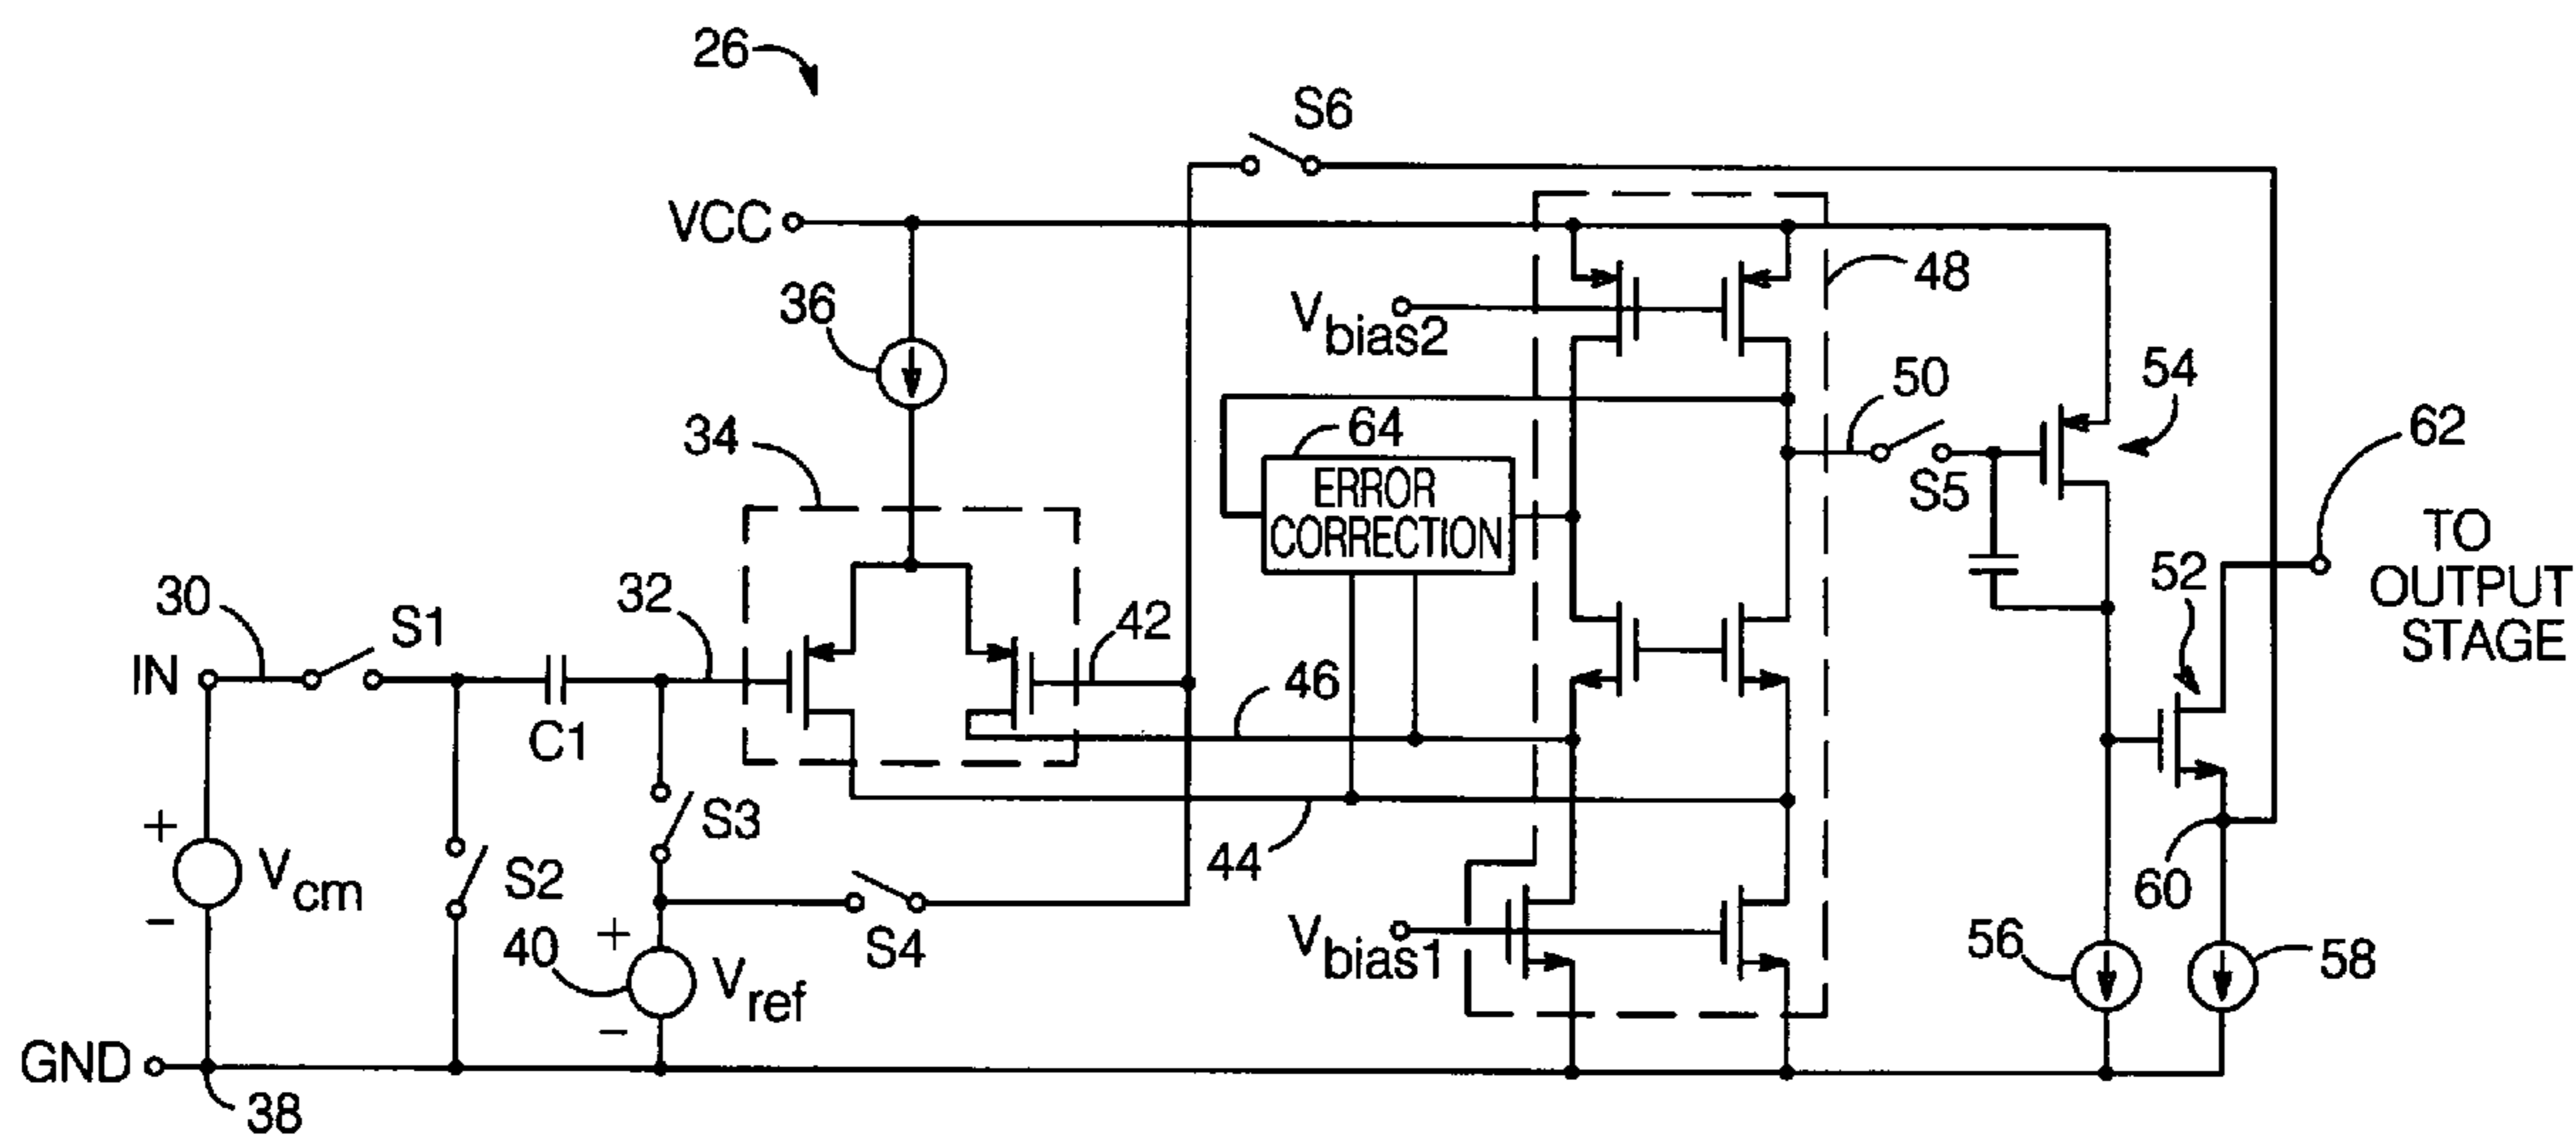 26
S6
VCC
48
36
Vbias2
54
50
34
64
62
ERROR
CORRECTION
S5
TO
OUTPUT
STAGE
52
30
S1
32
42
IN
46
C1
+
Vcm
−
S2
S3
44
60
S4
+
40
Vref
−
Vbias1
56
58
GND
38